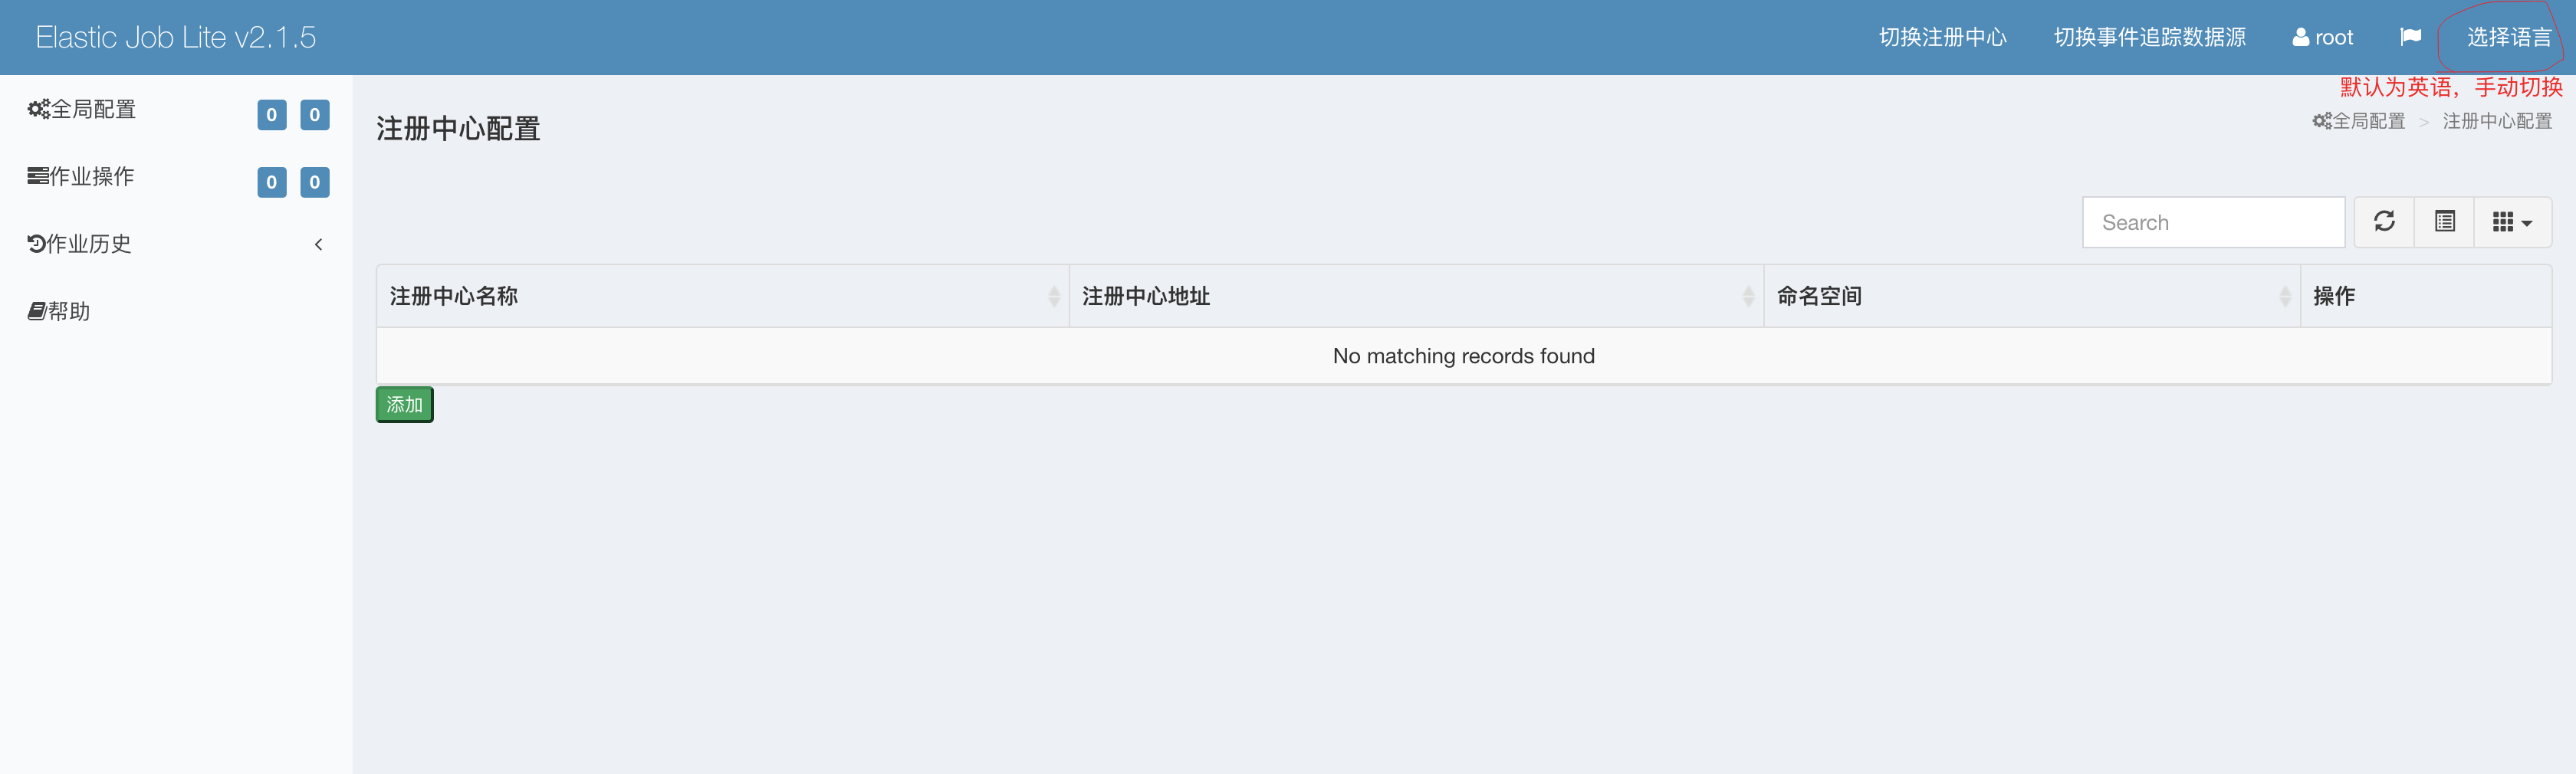 Elastic Job Lite v2.1.5
切换注册中心
切换事件追踪数据源
root
选择语言
默认为英语，手动切换
全局配置 0 0
作业操作 0 0
作业历史
帮助
注册中心配置
全局配置 > 注册中心配置
Search
注册中心名称
注册中心地址
命名空间
操作
No matching records found
添加